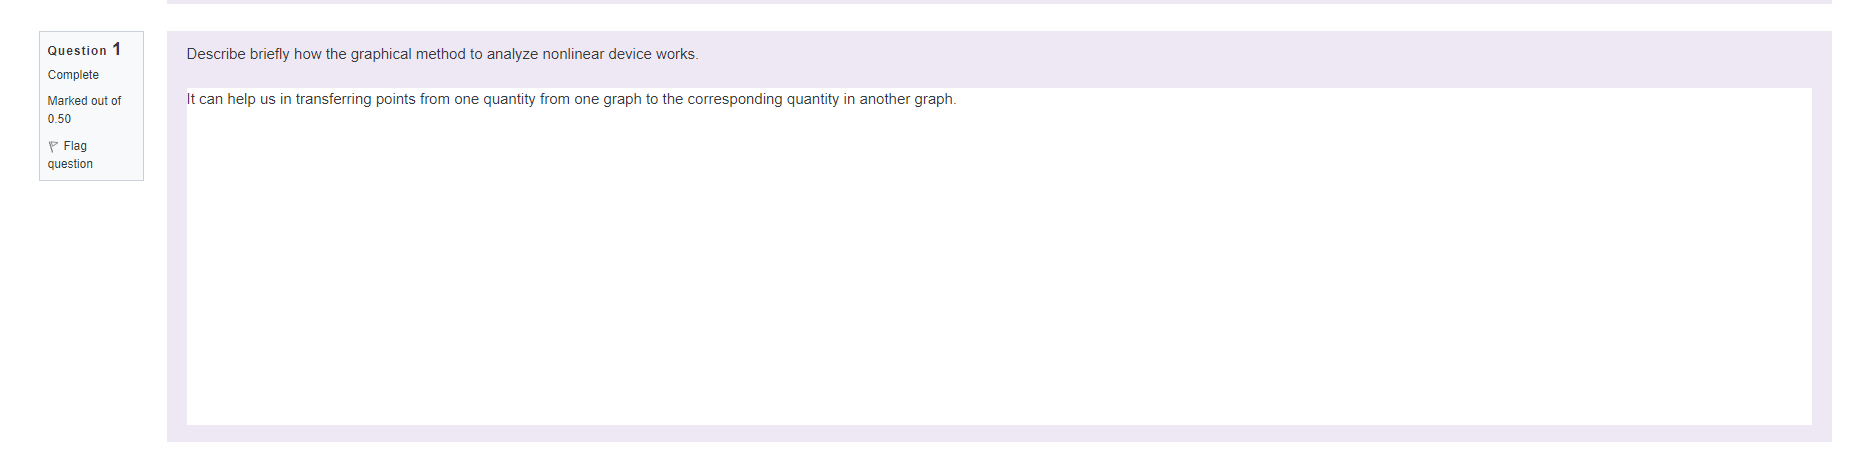 Question 1
Complete
Marked out of
0.50
Flag
question
Describe briefly how the graphical method to analyze nonlinear device works.
It can help us in transferring points from one quantity from one graph to the corresponding quantity in another graph.